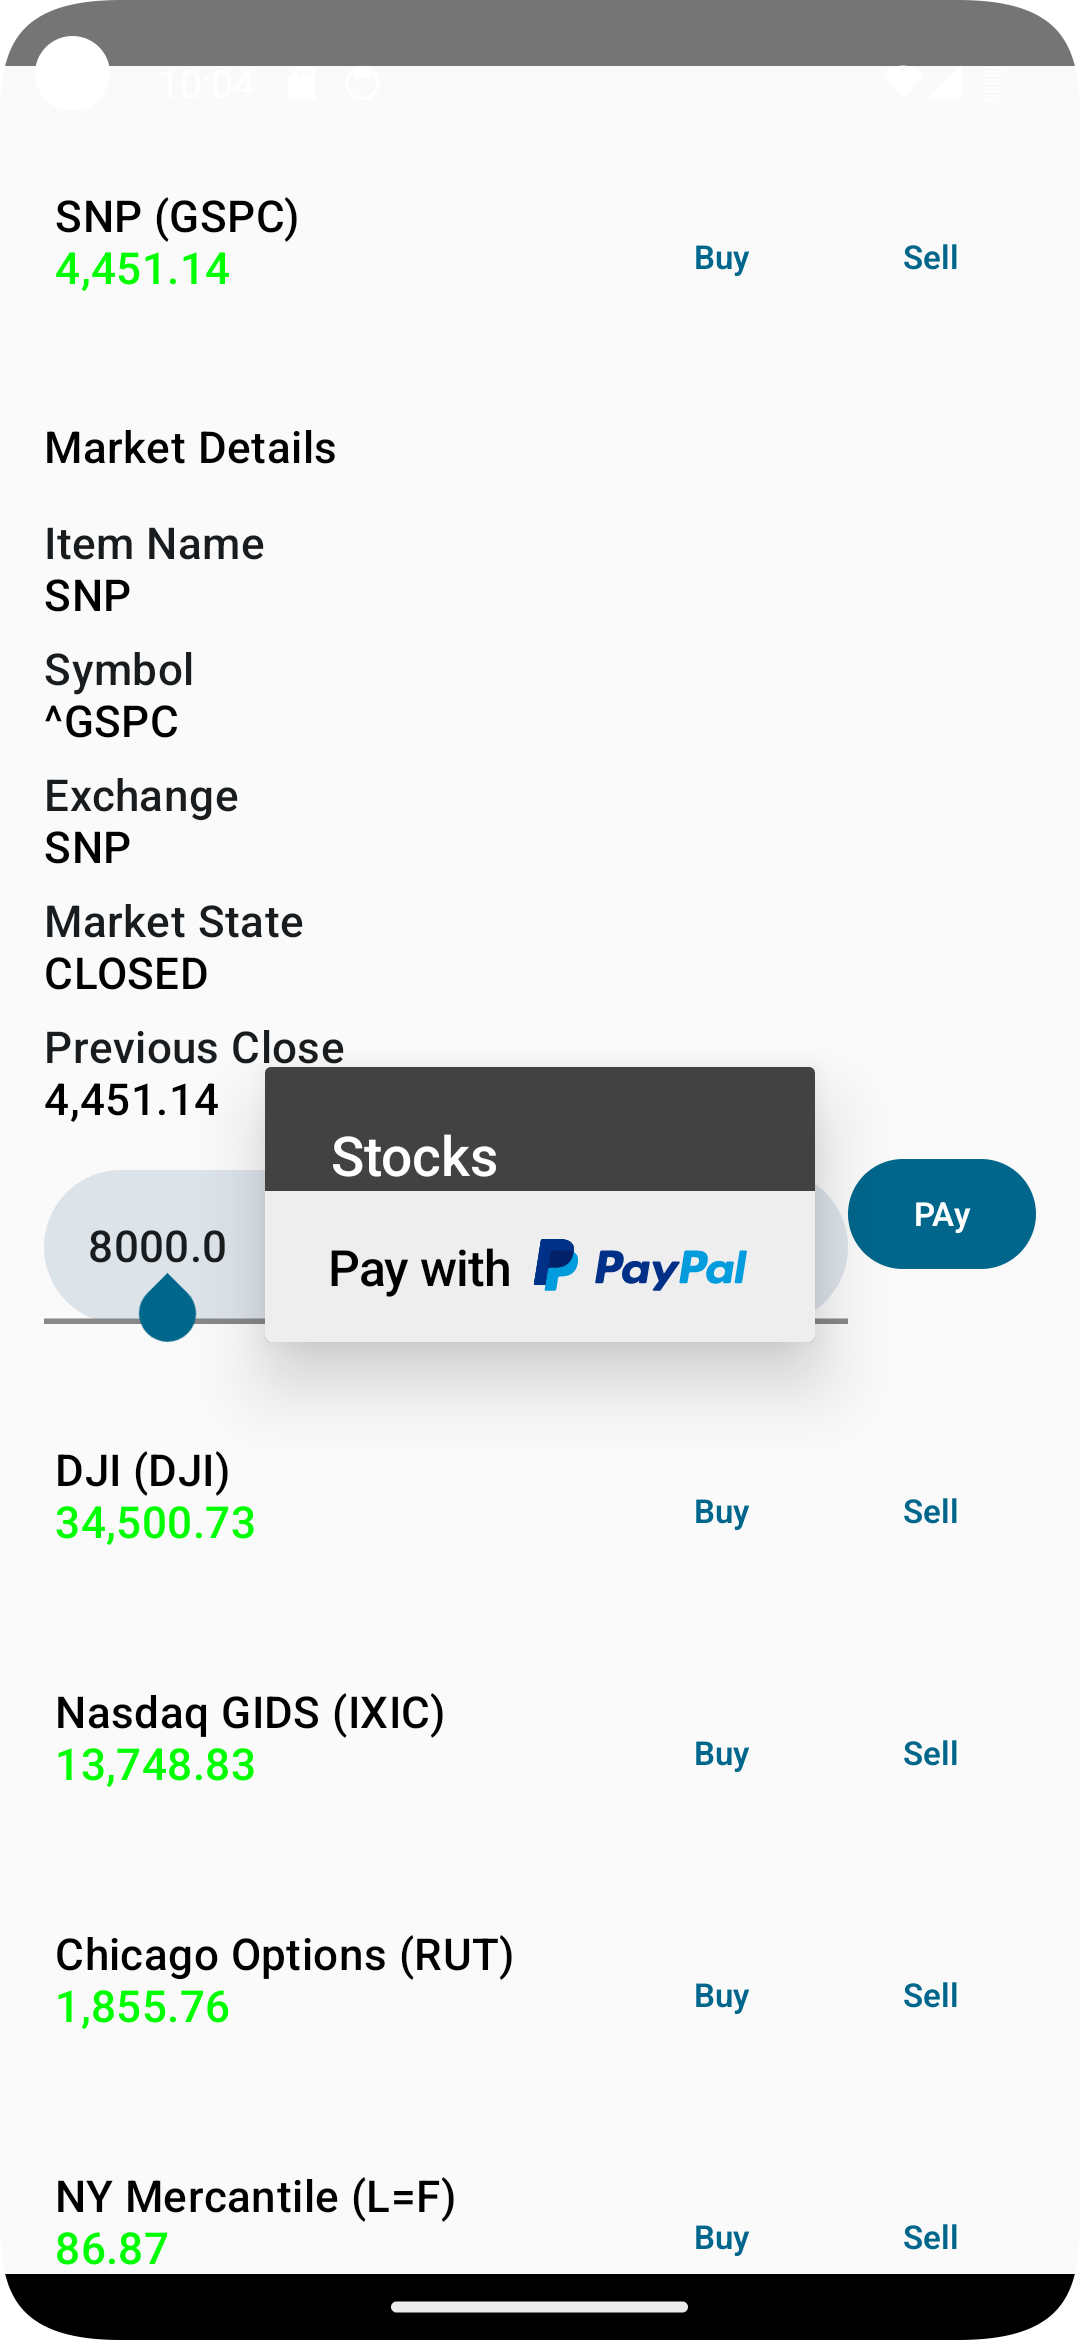 10:04
SNP (GSPC)
4,451.14
Buy
Sell
Market Details
Item Name
SNP
Symbol
^GSPC
Exchange
SNP
Market State
CLOSED
Previous Close
4,451.14
Stocks
Pay with PayPal
8000.0
PAy
DJI (DJI)
34,500.73
Buy
Sell
Nasdaq GIDS (IXIC)
13,748.83
Buy
Sell
Chicago Options (RUT)
1,855.76
Buy
Sell
NY Mercantile (L=F)
86.87
Buy
Sell